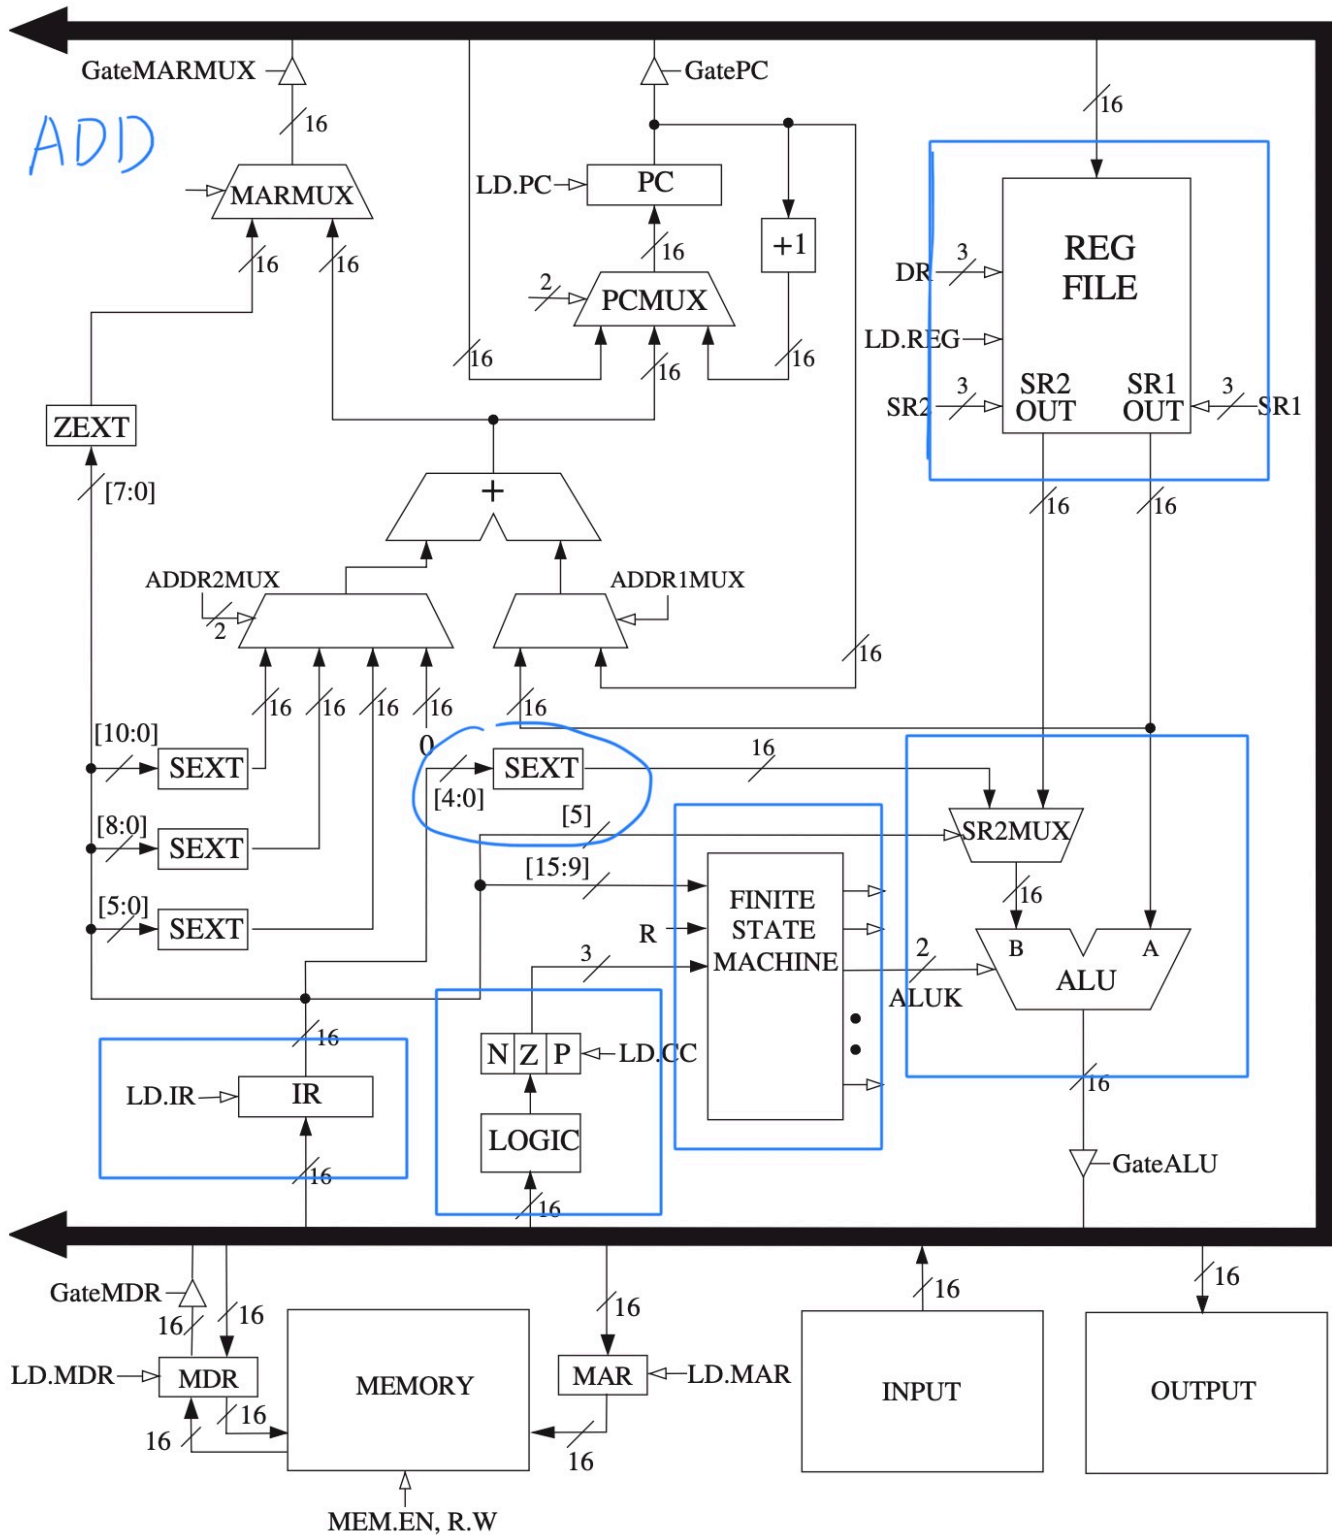 GateMARMUX
GatePC
16
16
ADD
MARMUX
LD.PC
PC
16
16
16
+1
REG
FILE
DR
3
2
PCMUX
LD.REG
16
16
16
SR2
3
SR2
OUT
SR1
OUT
3
SR1
ZEXT
[7:0]
+
16
16
ADDR2MUX
2
ADDR1MUX
16
16
16
16
16
16
[10:0]
SEXT
0
[4:0]
SEXT
16
[8:0]
SEXT
[5]
SR2MUX
[15:9]
16
[5:0]
SEXT
R
FINITE
STATE
MACHINE
3
2
ALUK
B
A
ALU
16
N Z P
LD.CC
LD.IR
IR
16
LOGIC
16
16
GateALU
GateMDR
16
16
16
16
16
LD.MDR
MDR
MEMORY
MAR
LD.MAR
INPUT
OUTPUT
16
16
16
MEM.EN, R.W